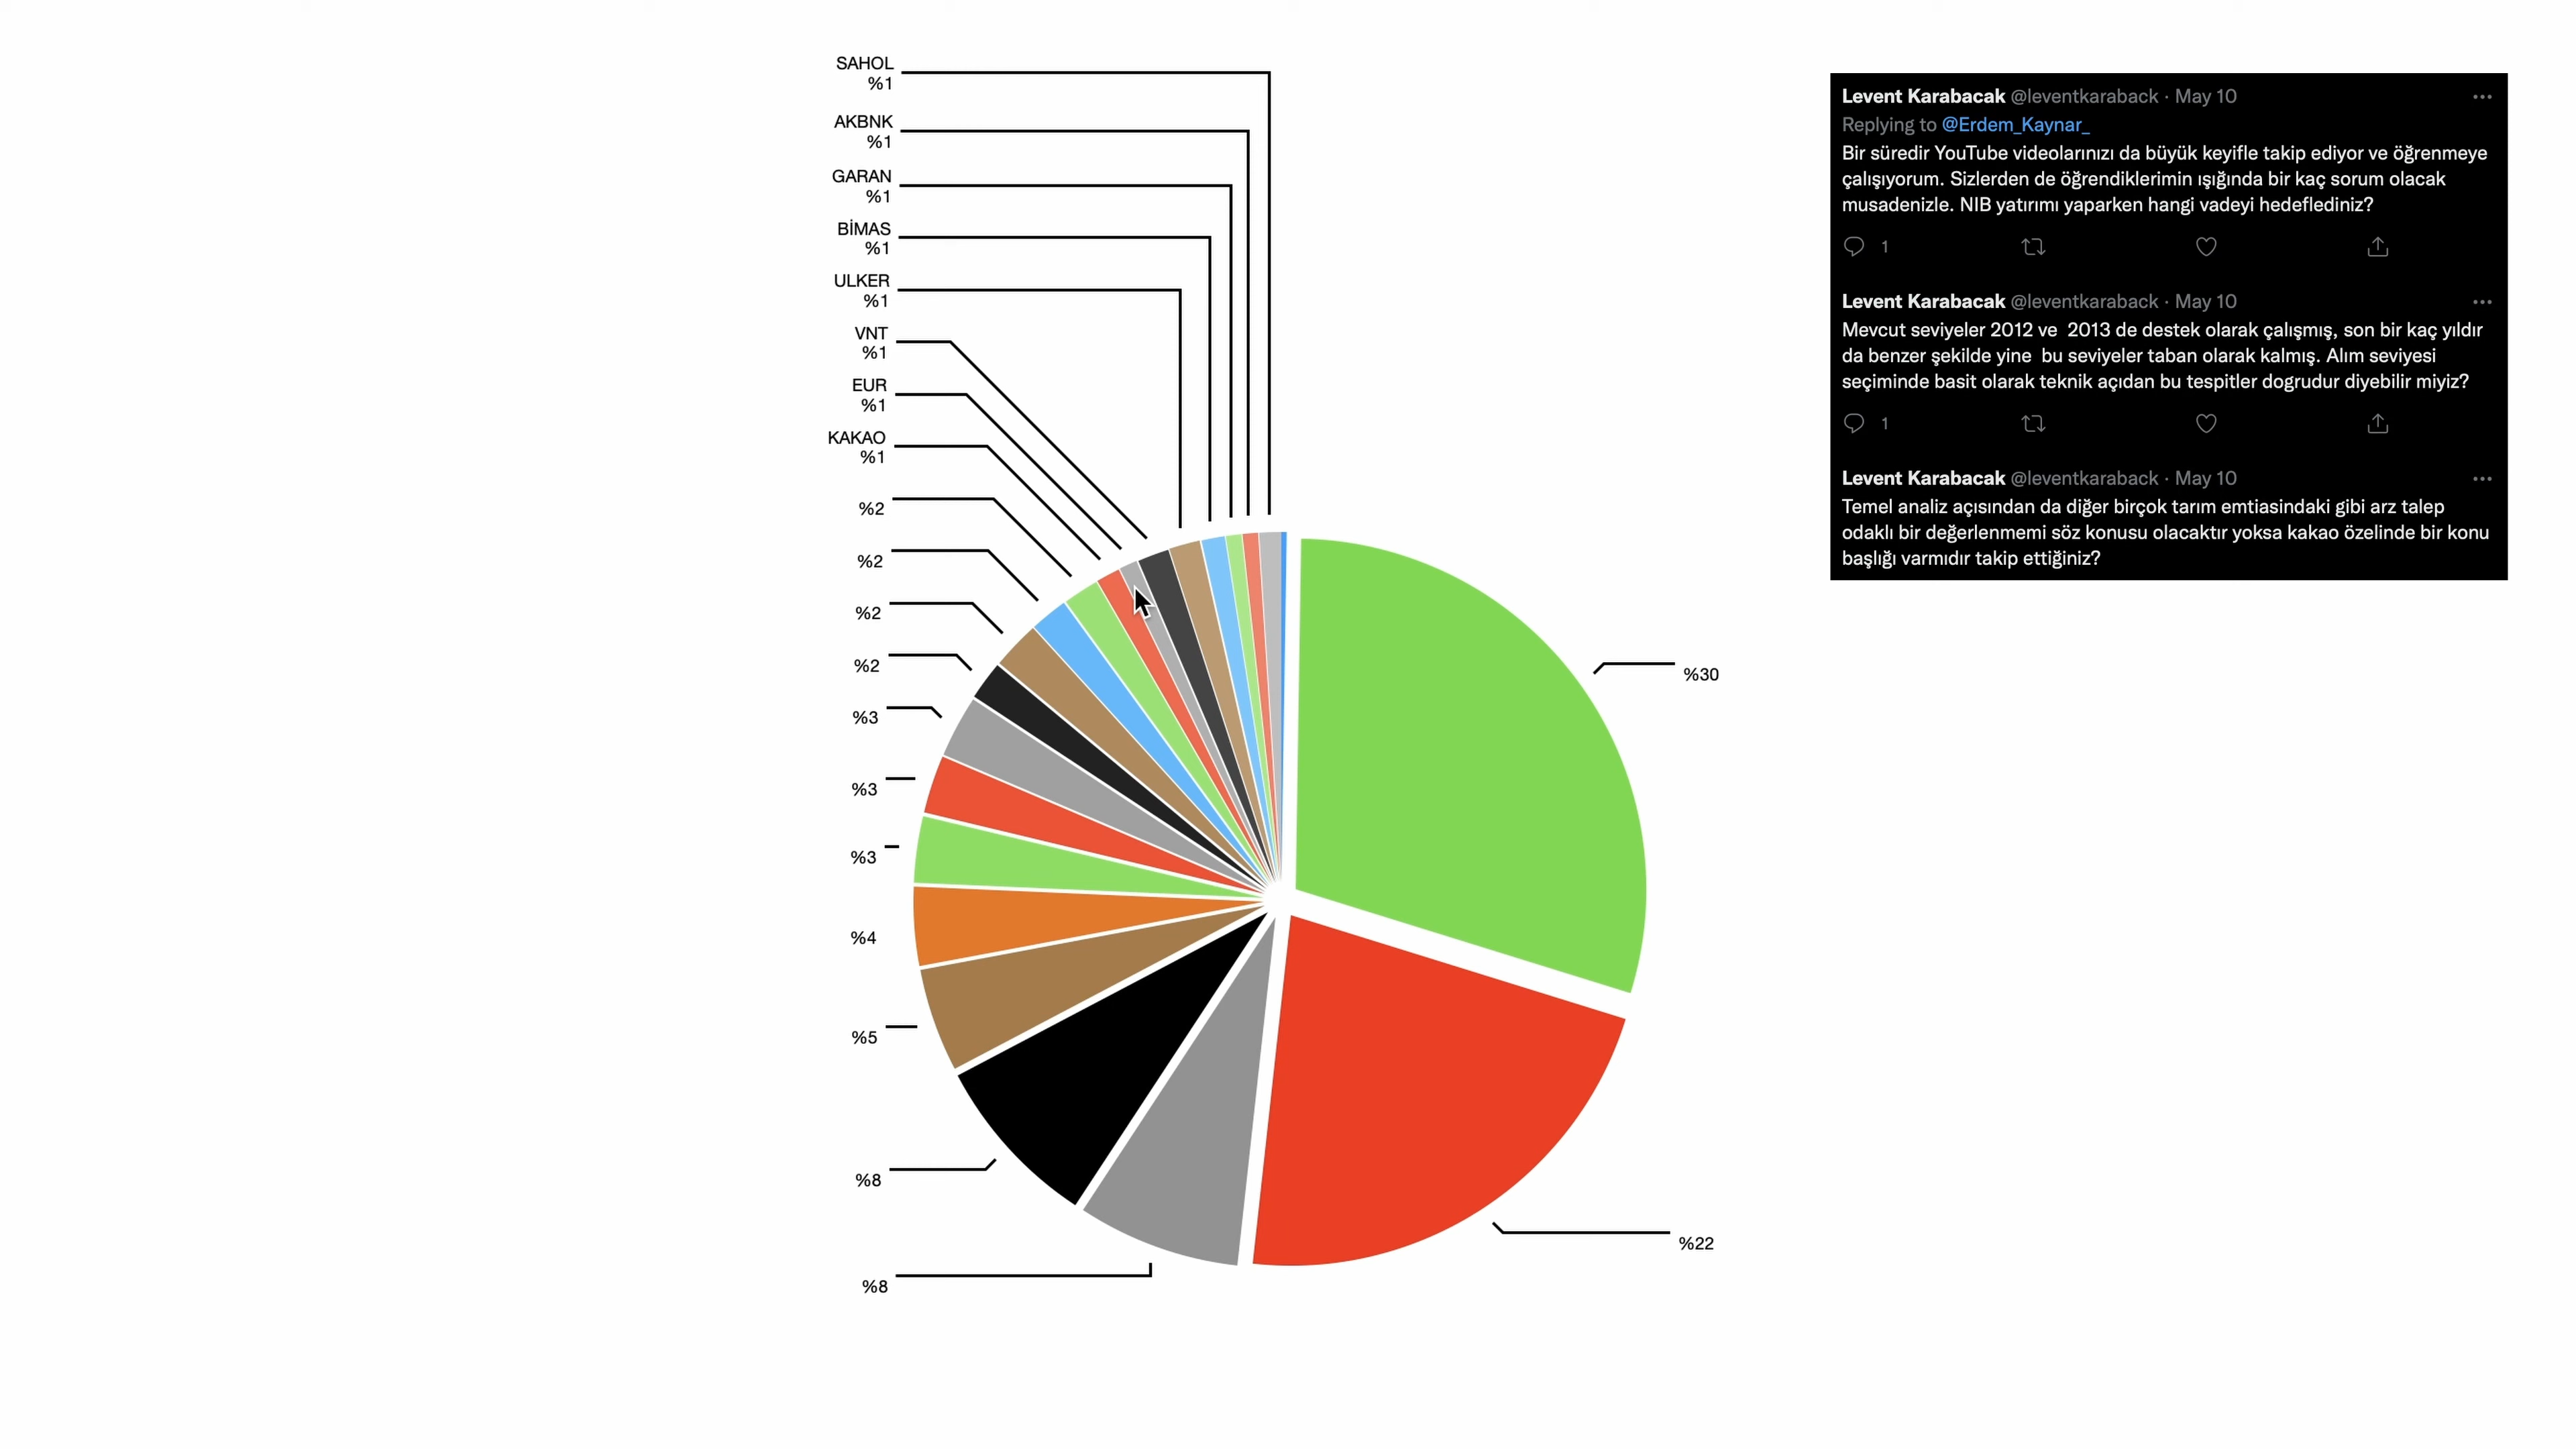 SAHOL
%1
AKBNK
%1
GARAN
%1
BİMAS
%1
ULKER
%1
VNT
%1
EUR
%1
KAKAO
%1
%2
%2
%2
%2
%3
%3
%3
%4
%5
%8
%8
%30
%22
Levent Karabacak @leventkaraback · May 10
Replying to @Erdem_Kaynar_
Bir süredir YouTube videolarınızı da büyük keyifle takip ediyor ve öğrenmeye
çalışıyorum. Sizlerden de öğrendiklerimin ışığında bir kaç sorum olacak
musadenizle. NIB yatırımı yaparken hangi vadeyi hedeflediniz?
1
Levent Karabacak @leventkaraback · May 10
Mevcut seviyeler 2012 ve  2013 de destek olarak çalışmış, son bir kaç yıldır
da benzer şekilde yine  bu seviyeler taban olarak kalmış. Alım seviyesi
seçiminde basit olarak teknik açıdan bu tespitler dogrudur diyebilir miyiz?
1
Levent Karabacak @leventkaraback · May 10
Temel analiz açısından da diğer birçok tarım emtiasindaki gibi arz talep
odaklı bir değerlenmemi söz konusu olacaktır yoksa kakao özelinde bir konu
başlığı varmıdır takip ettiğiniz?